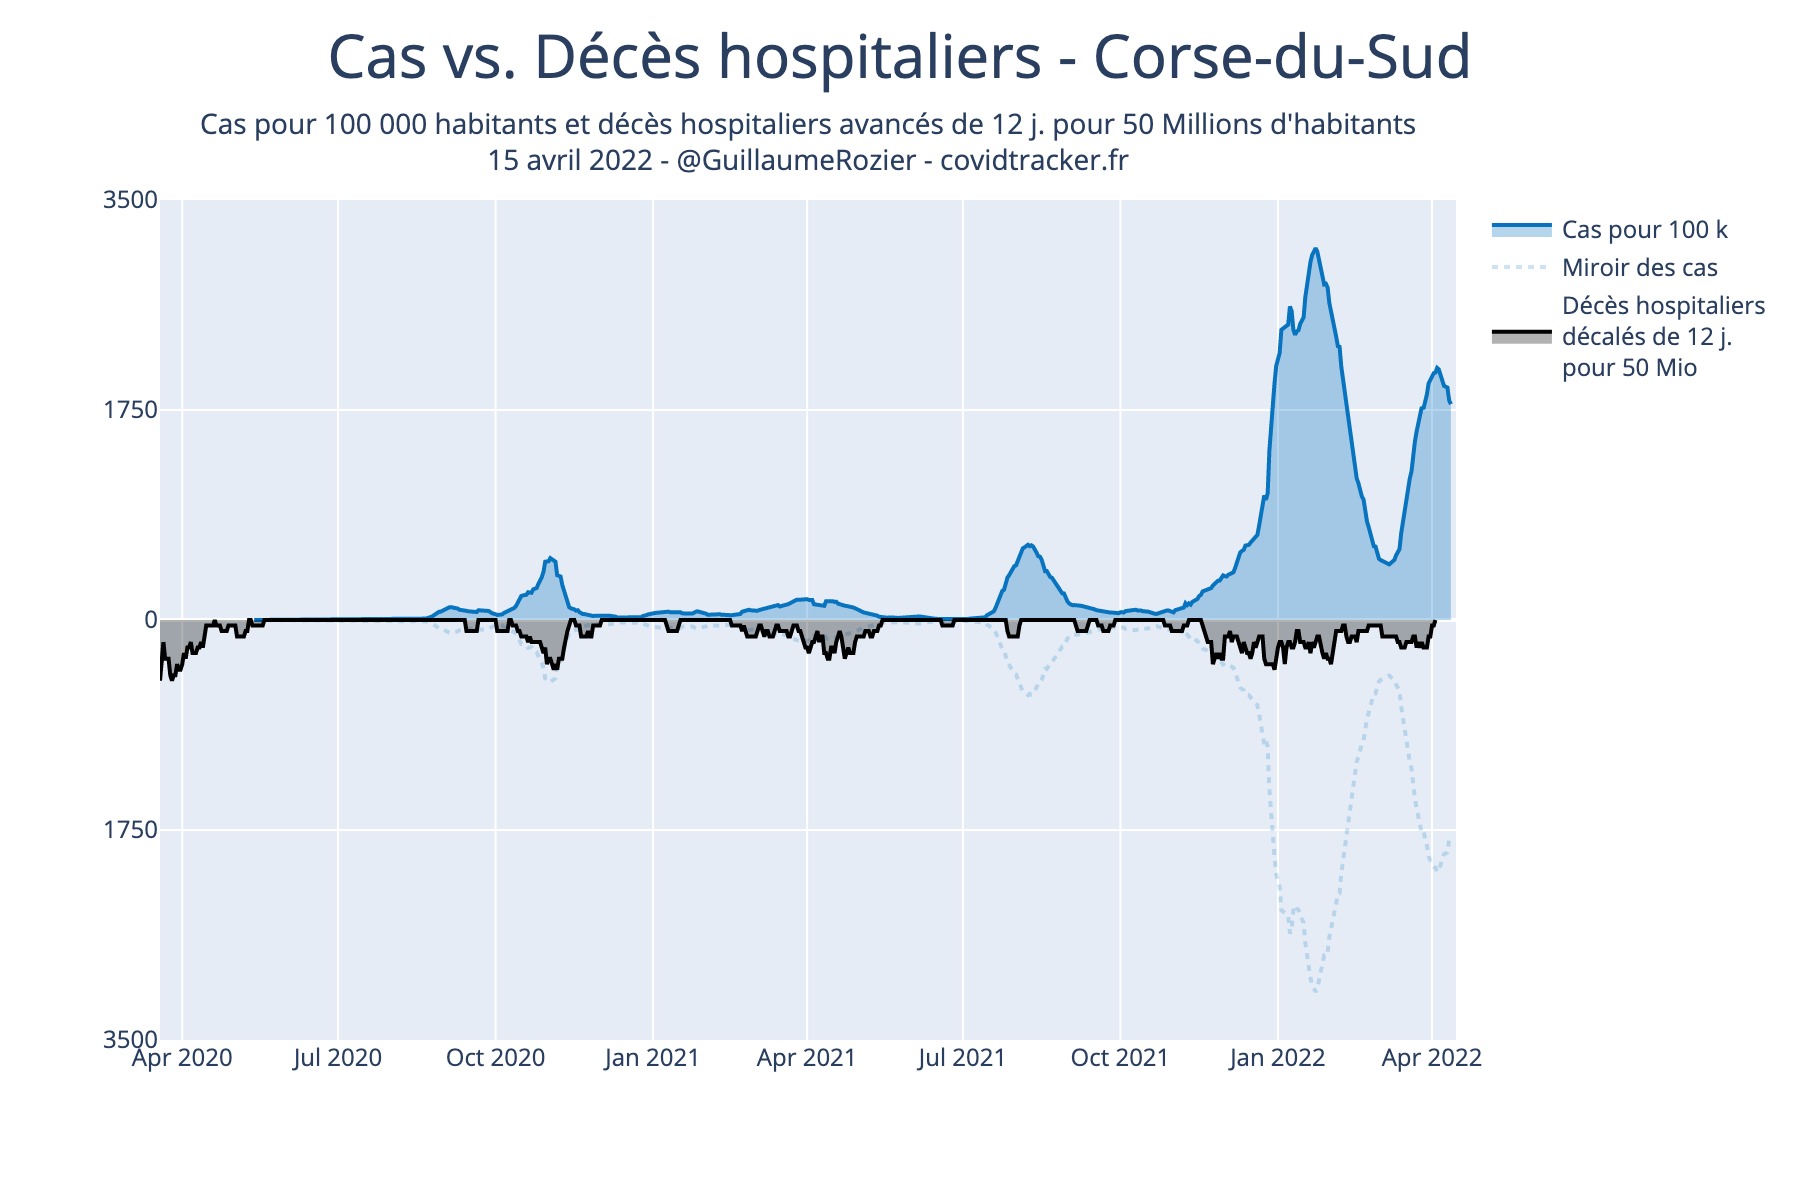 Cas vs. Décès hospitaliers - Corse-du-Sud
Cas pour 100 000 habitants et décès hospitaliers avancés de 12 j. pour 50 Millions d'habitants
15 avril 2022 - @GuillaumeRozier - covidtracker.fr
3500
1750
0
1750
3500
Apr 2020
Jul 2020
Oct 2020
Jan 2021
Apr 2021
Jul 2021
Oct 2021
Jan 2022
Apr 2022
Cas pour 100 k
Miroir des cas
Décès hospitaliers
décalés de 12 j.
pour 50 Mio